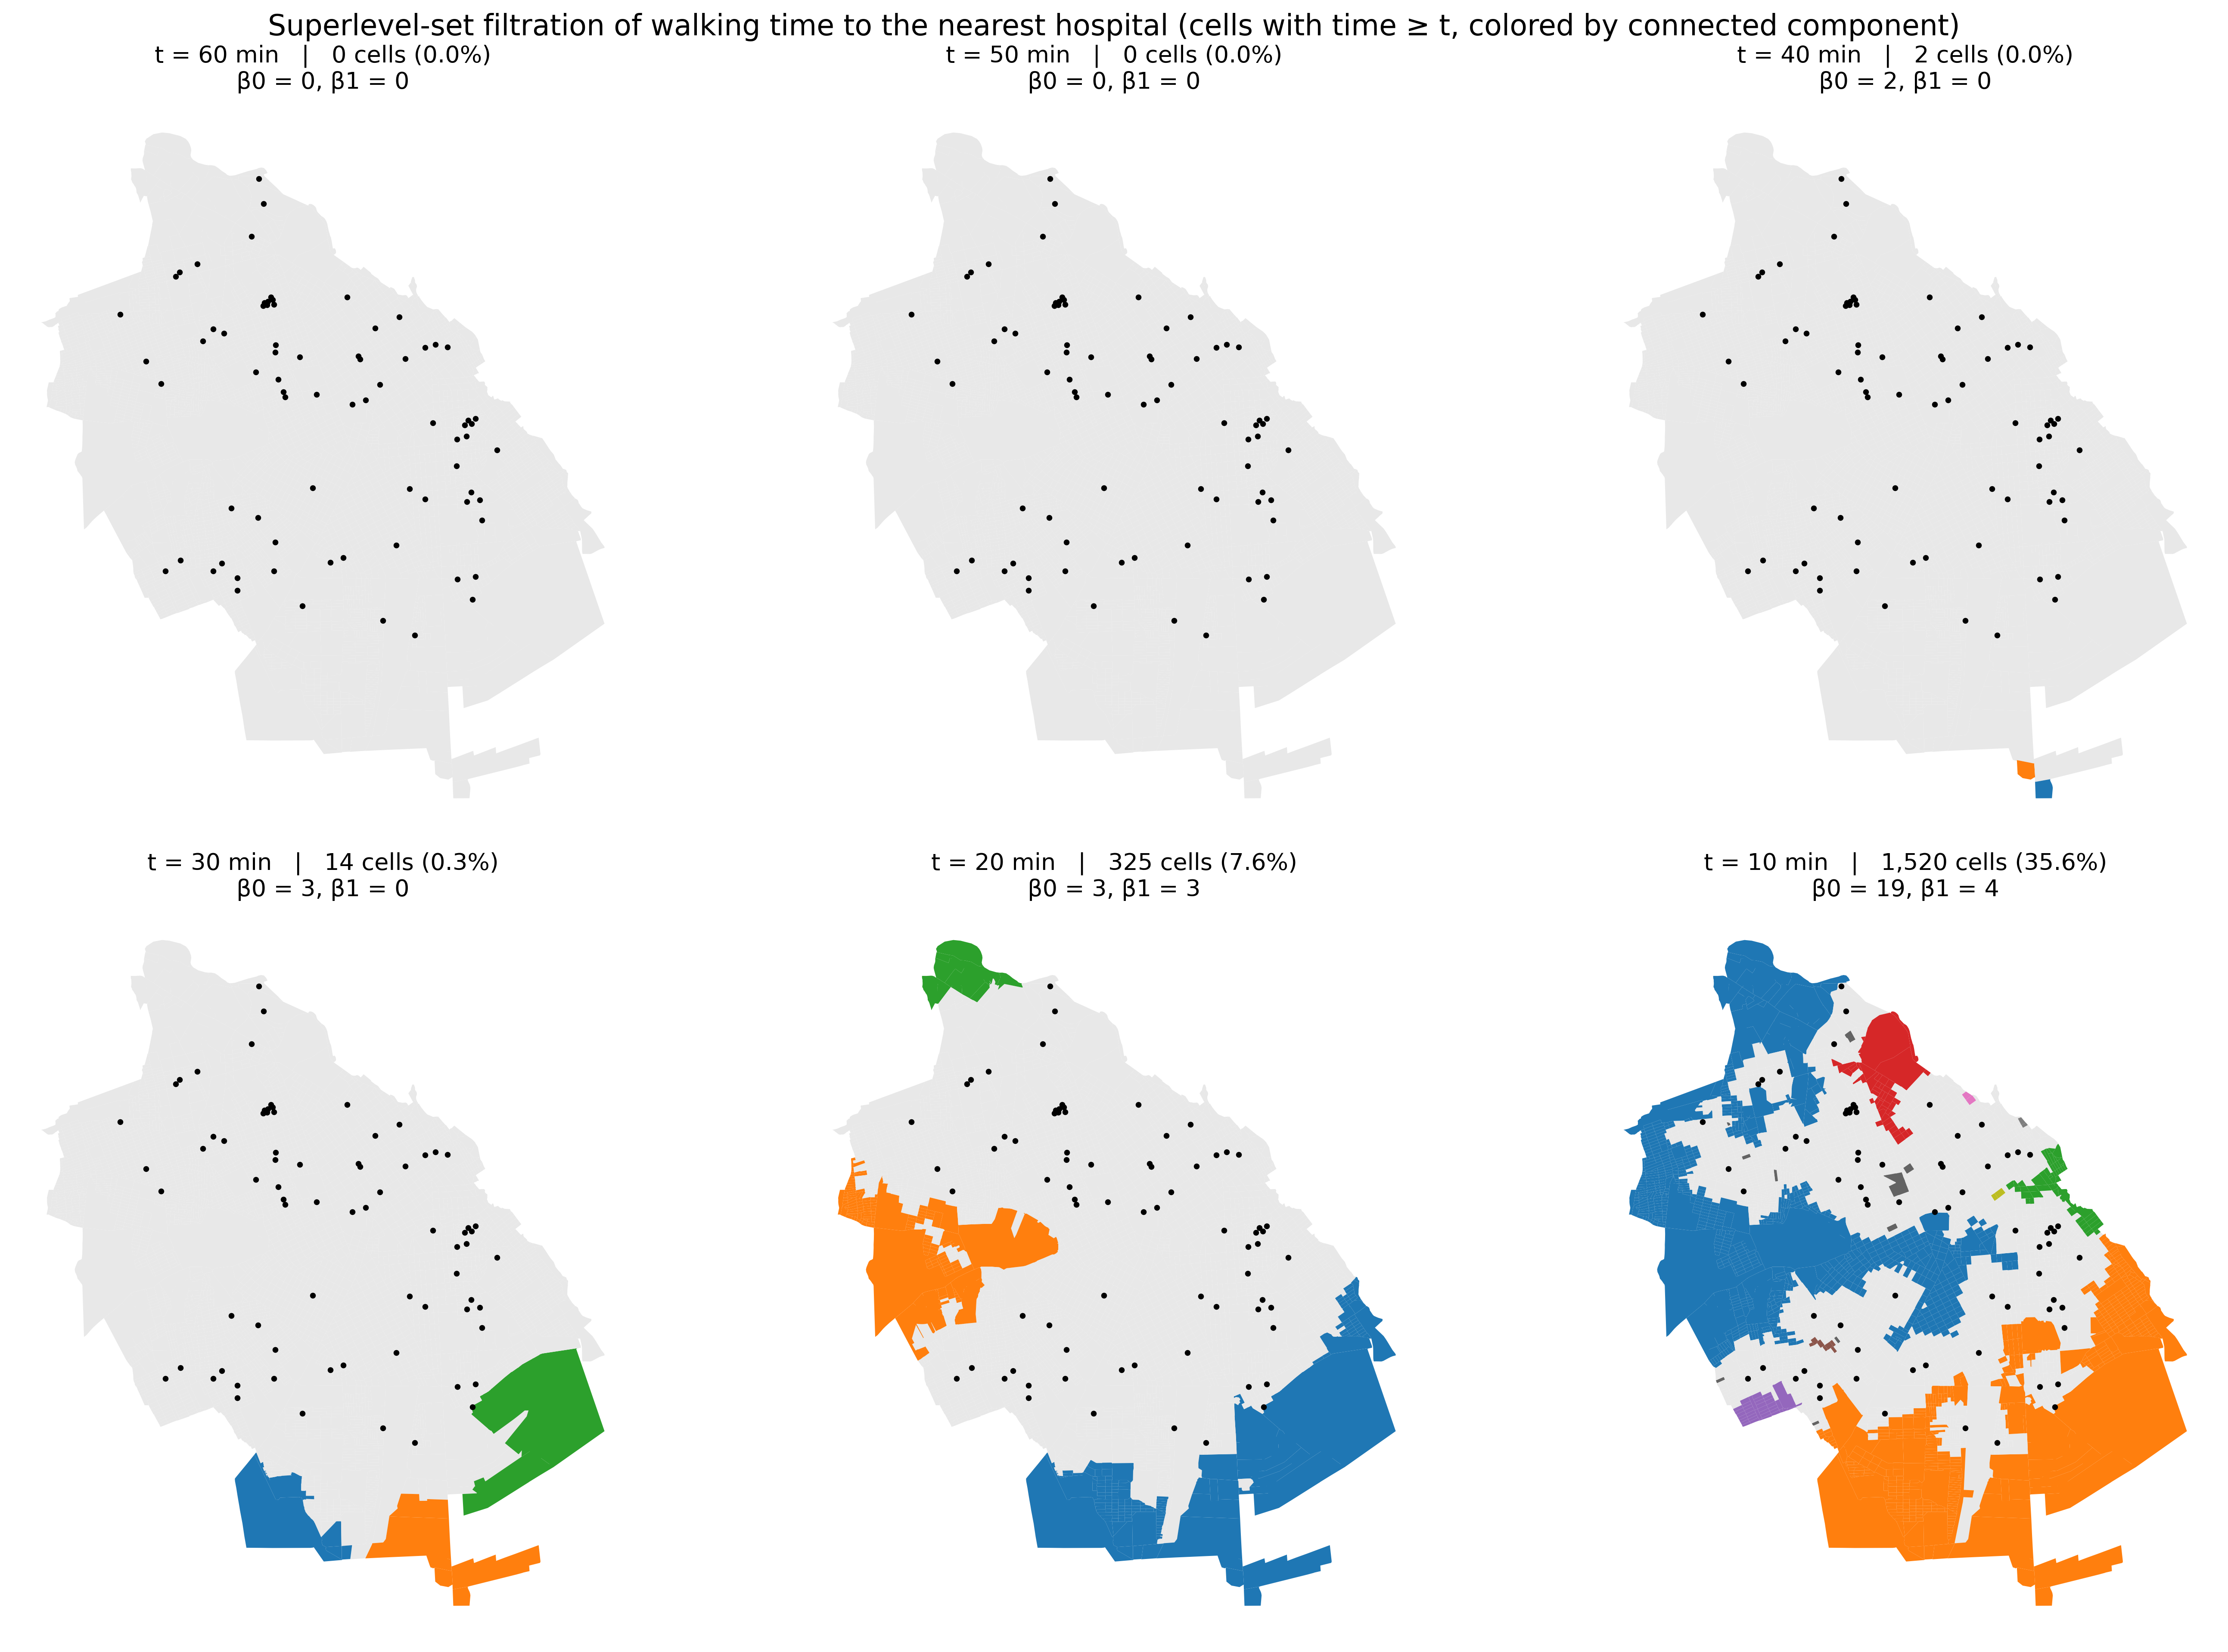 Superlevel-set filtration of walking time to the nearest hospital (cells with time ≥ t, colored by connected component)
t = 60 min | 0 cells (0.0%)
β0 = 0, β1 = 0
t = 50 min | 0 cells (0.0%)
β0 = 0, β1 = 0
t = 40 min | 2 cells (0.0%)
β0 = 2, β1 = 0
t = 30 min | 14 cells (0.3%)
β0 = 3, β1 = 0
t = 20 min | 325 cells (7.6%)
β0 = 3, β1 = 3
t = 10 min | 1,520 cells (35.6%)
β0 = 19, β1 = 4